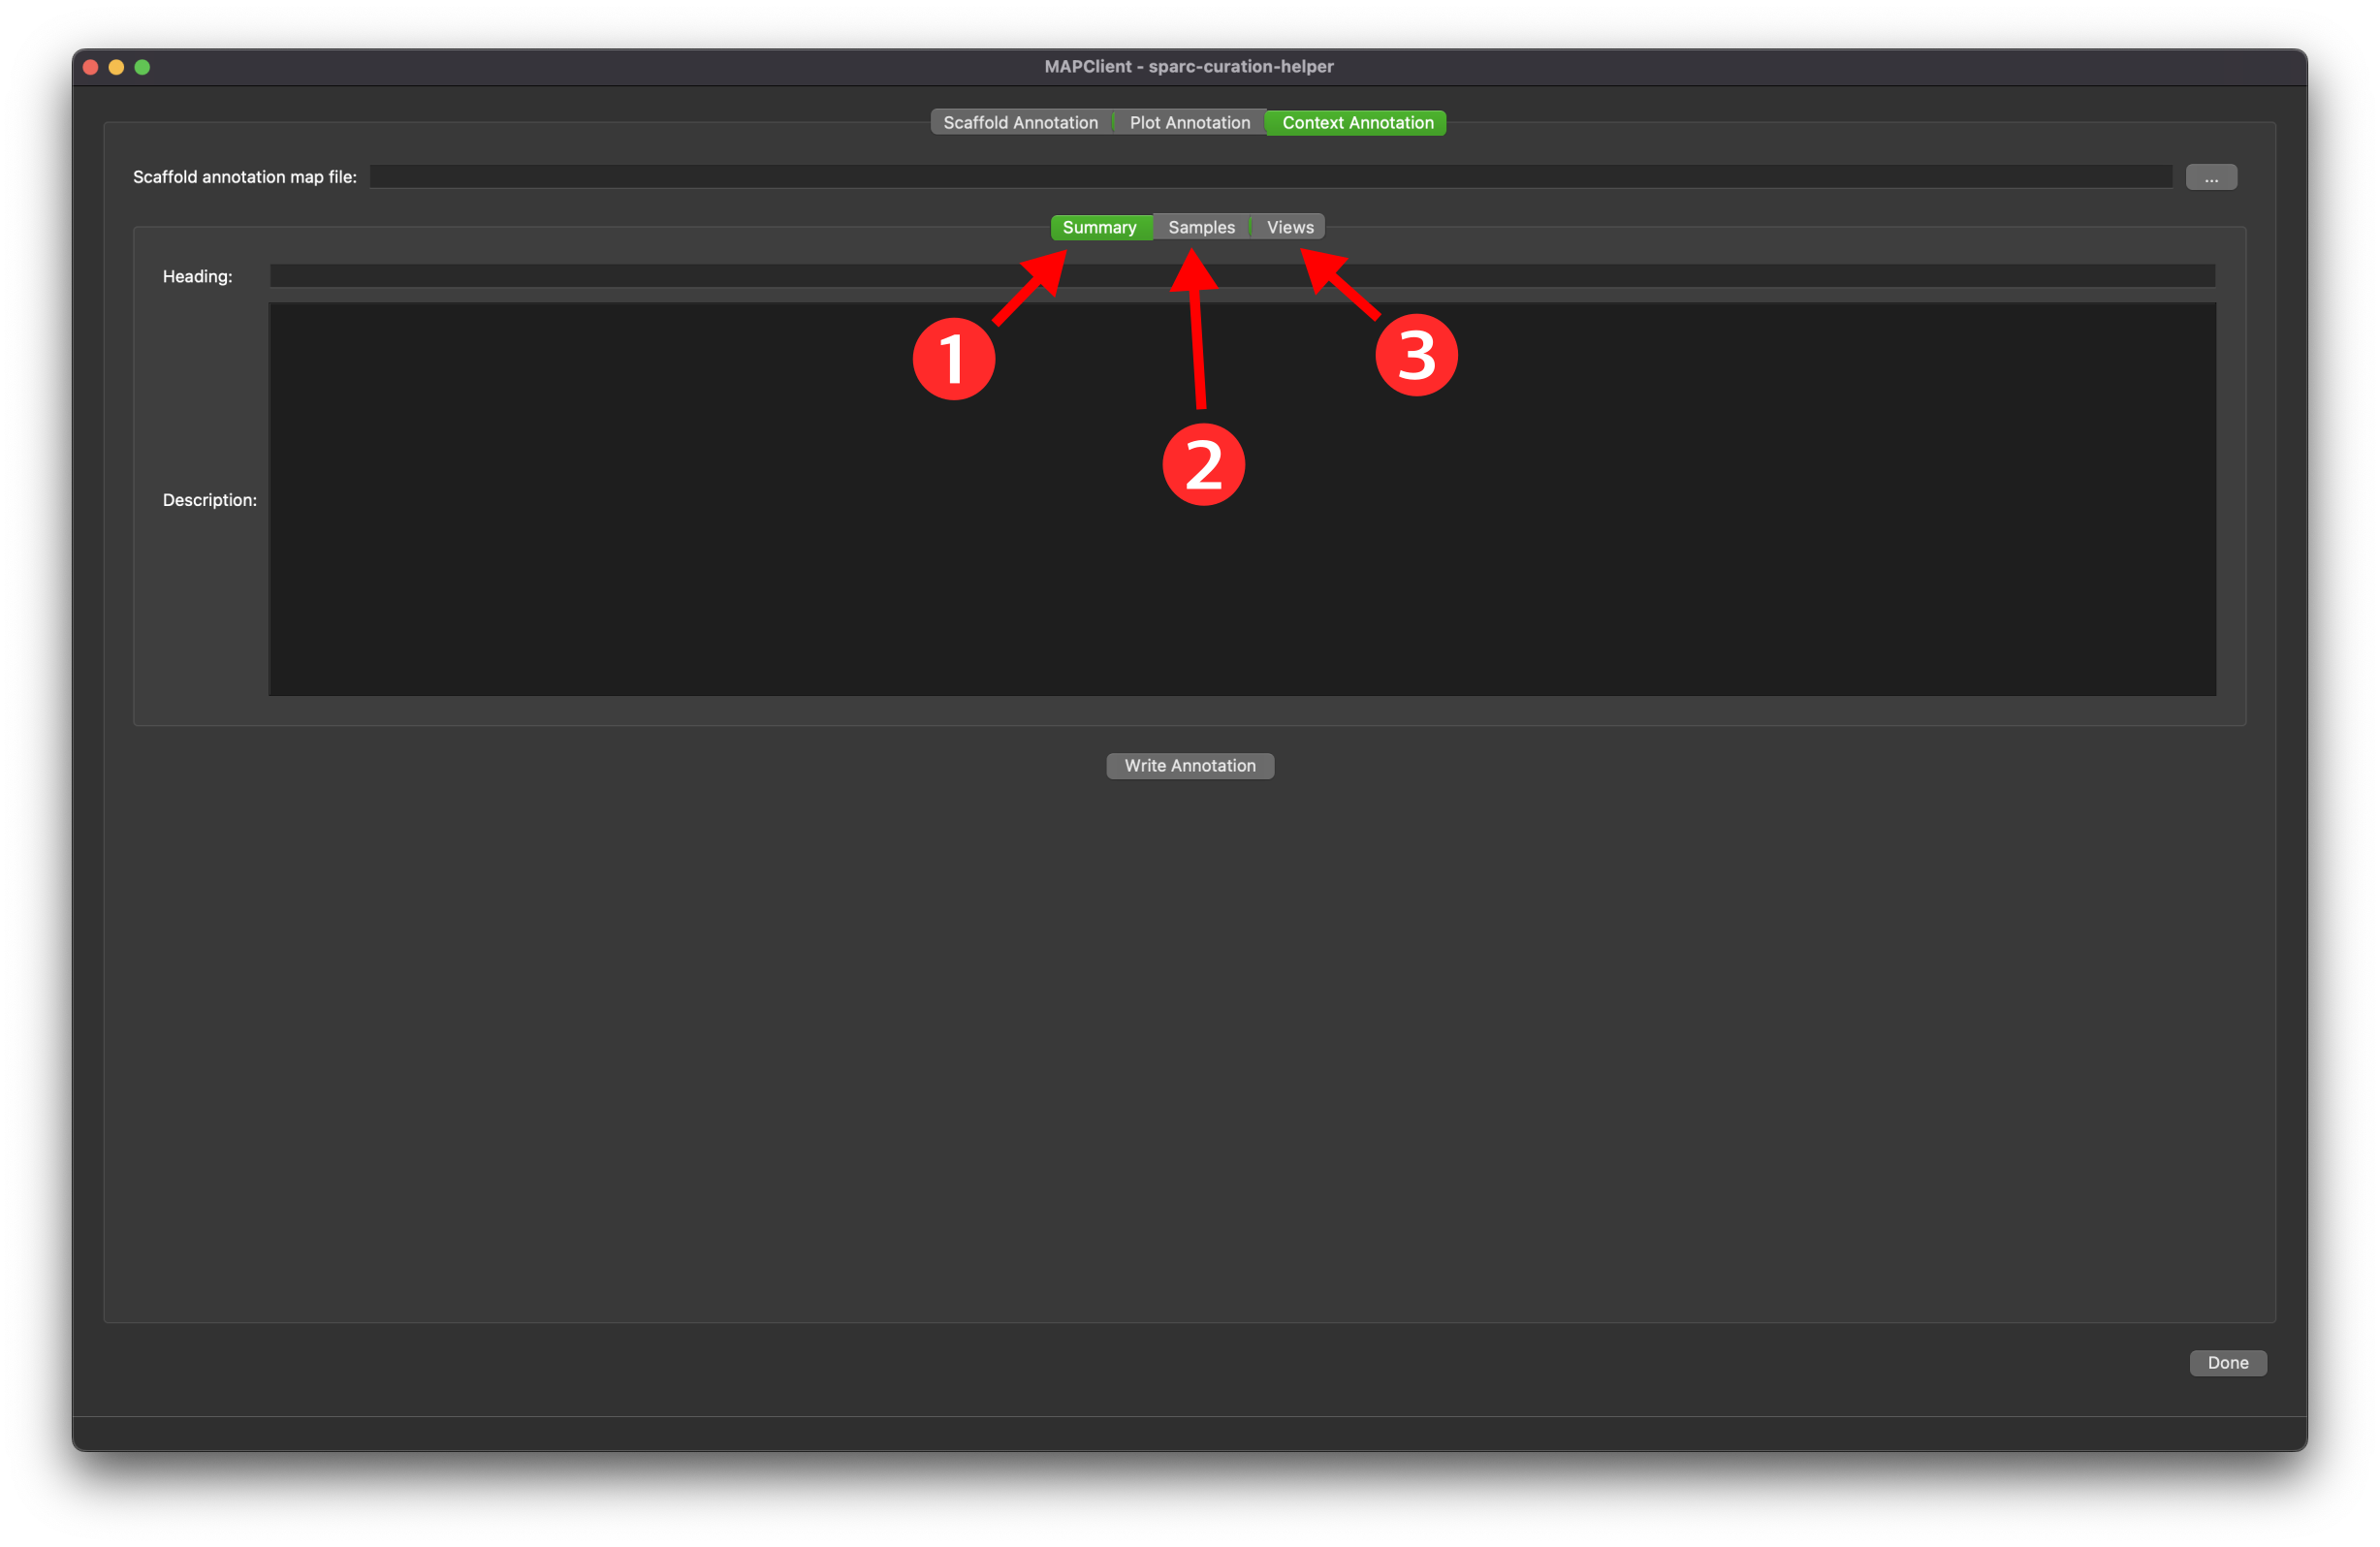 MAPClient - sparc-curation-helper
Scaffold Annotation Plot Annotation Context Annotation
Scaffold annotation map file: ...
Summary Samples Views
Heading:
1 3
2
Description:
Write Annotation
Done